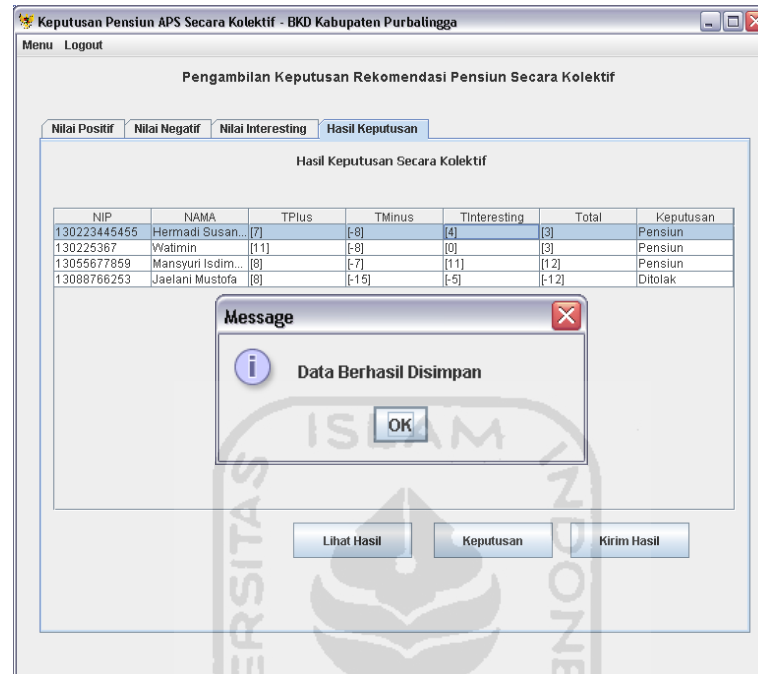 Keputusan Pensiun APS Secara Kolektif - BKD Kabupaten Purbalingga
Menu Logout
Pengambilan Keputusan Rekomendasi Pensiun Secara Kolektif
Nilai Positif Nilai Negatif Nilai Interesting Hasil Keputusan
Hasil Keputusan Secara Kolektif
NIP NAMA TPlus TMinus TInteresting Total Keputusan
130223445455 Hermadi Susan... [7] [-8] [4] [3] Pensiun
130225367 Watimin [11] [-8] [0] [3] Pensiun
13055677859 Mansyuri Isdim... [8] [-7] [11] [12] Pensiun
13088766253 Jaelani Mustofa [8] [-15] [-5] [-12] Ditolak
Message
Data Berhasil Disimpan
OK
ISLAM
Lihat Hasil Keputusan Kirim Hasil